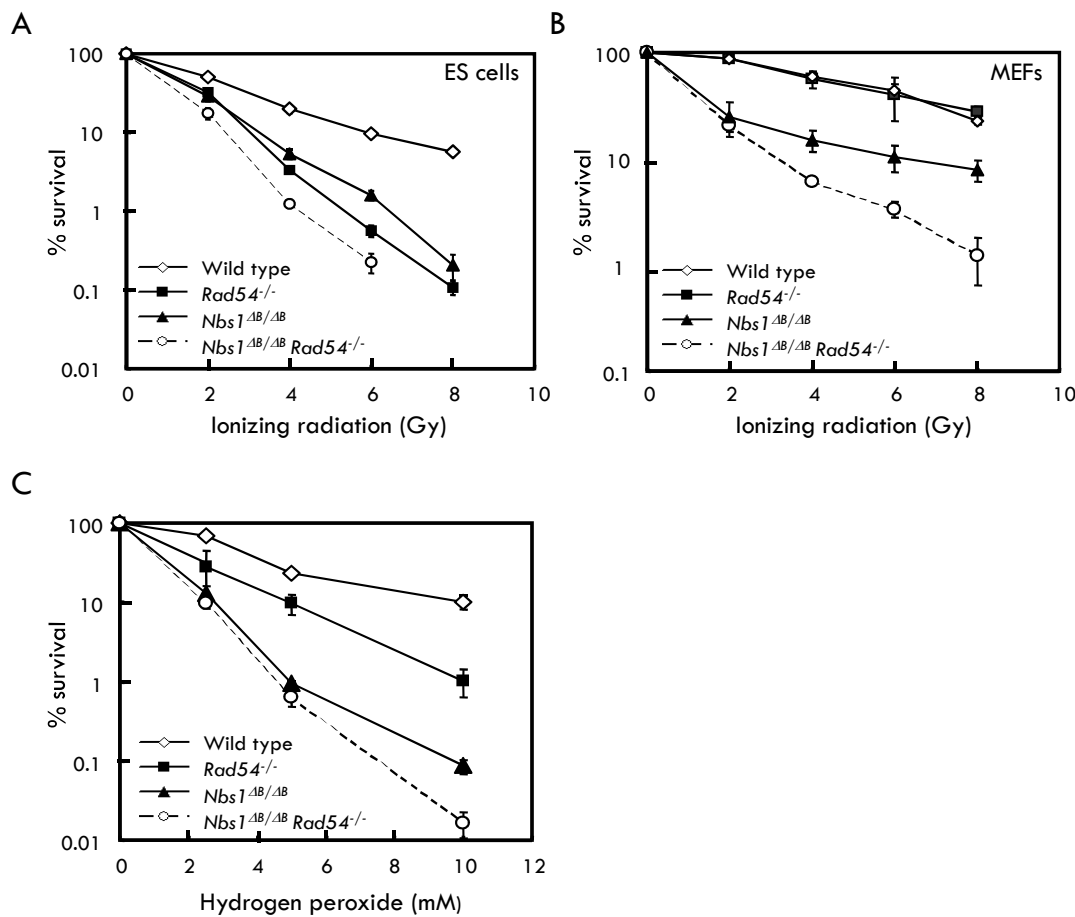 A
100
10
1
0.1
0.01
% survival
ES cells
Wild type
Rad54-/-
Nbs1ΔB/ΔB
Nbs1ΔB/ΔB Rad54-/-
0 2 4 6 8 10
Ionizing radiation (Gy)
B
100
10
1
0.1
% survival
MEFs
Wild type
Rad54-/-
Nbs1ΔB/ΔB
Nbs1ΔB/ΔB Rad54-/-
0 2 4 6 8 10
Ionizing radiation (Gy)
C
100
10
1
0.1
0.01
% survival
Wild type
Rad54-/-
Nbs1ΔB/ΔB
Nbs1ΔB/ΔB Rad54-/-
0 2 4 6 8 10 12
Hydrogen peroxide (mM)